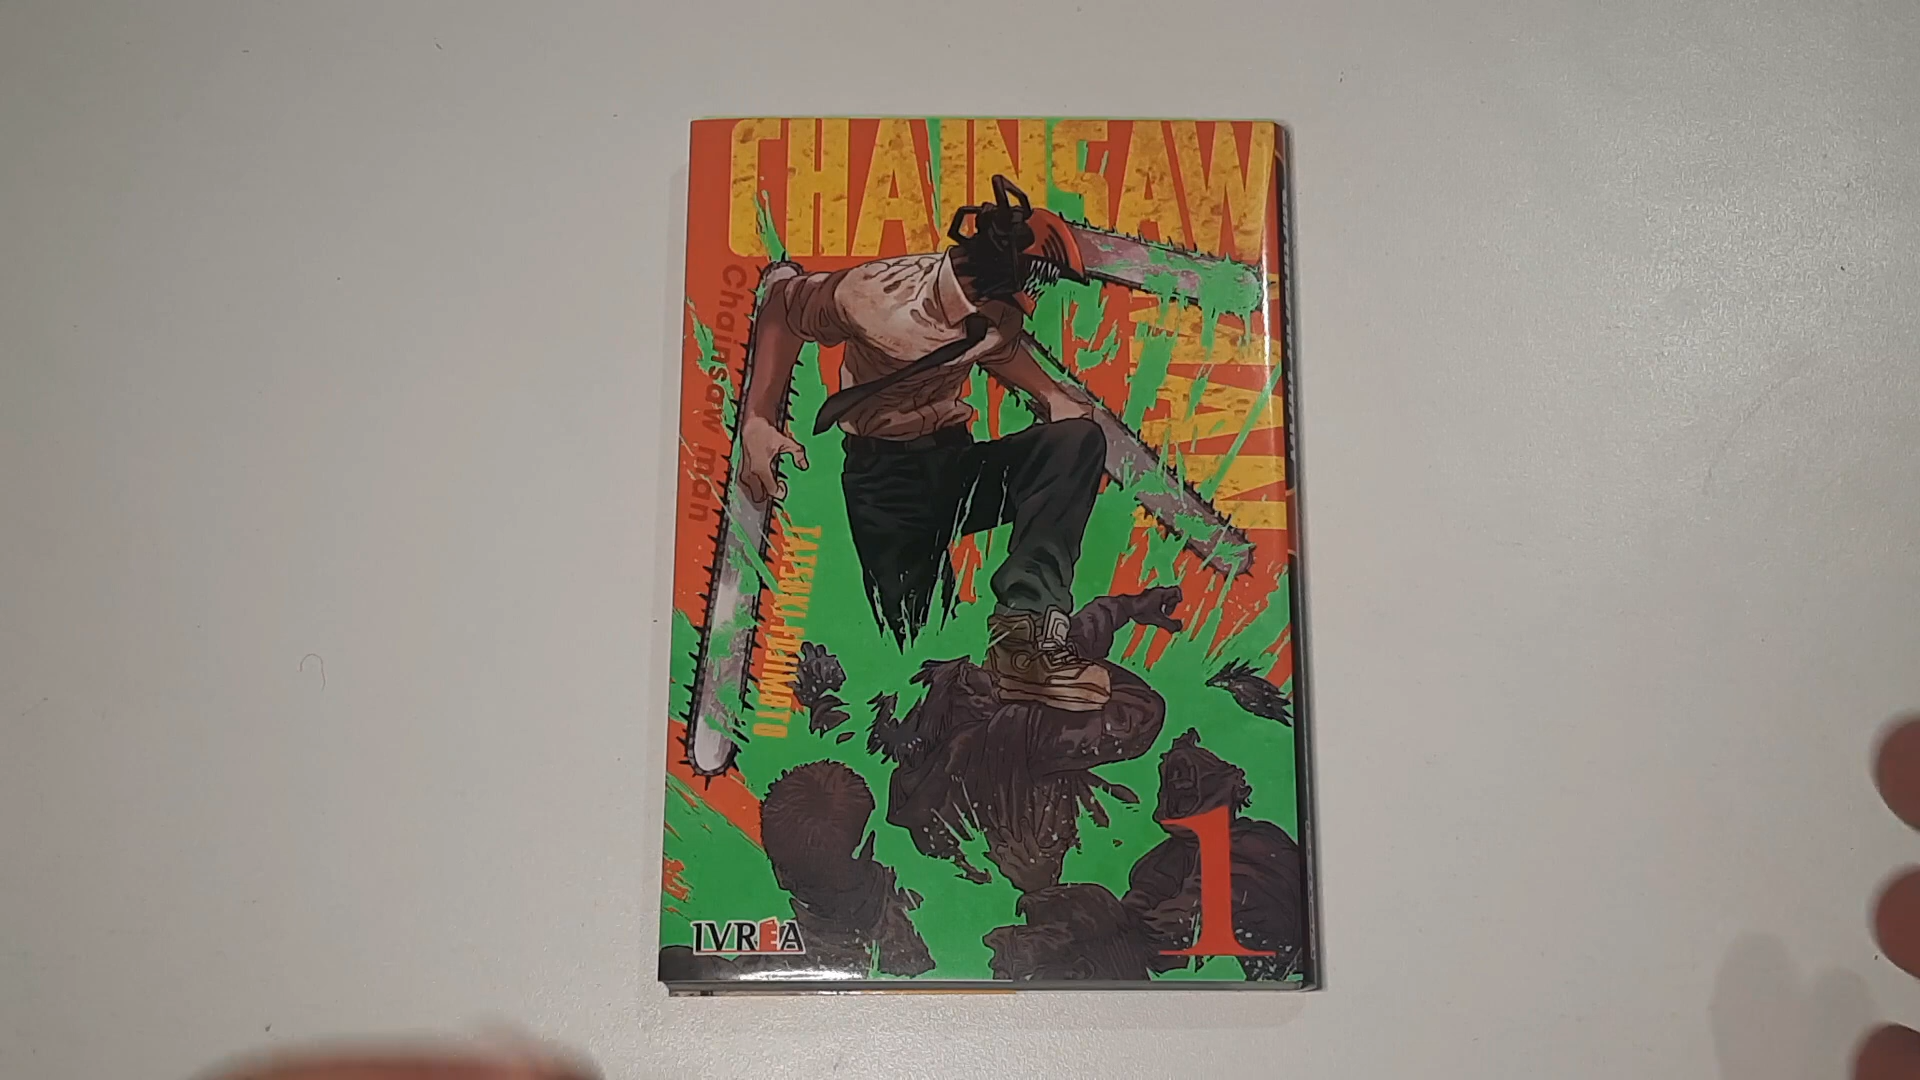 CHAINSAW
MAN
Chainsaw man
TATSUKI FUJIMOTO
1
IVREA